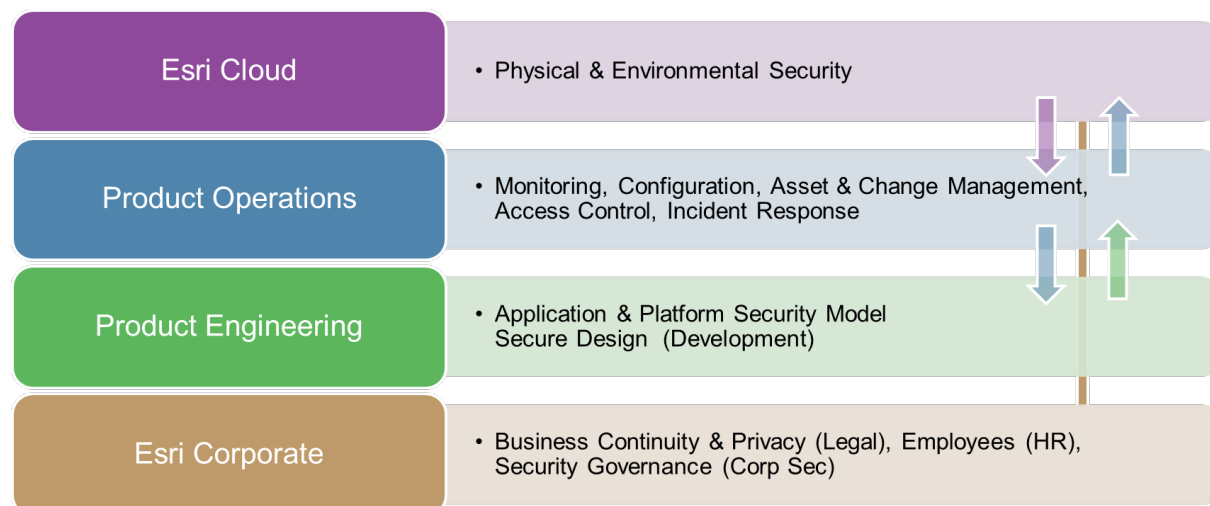 Esri Cloud
• Physical & Environmental Security
Product Operations
• Monitoring, Configuration, Asset & Change Management,
Access Control, Incident Response
Product Engineering
• Application & Platform Security Model
Secure Design (Development)
Esri Corporate
• Business Continuity & Privacy (Legal), Employees (HR),
Security Governance (Corp Sec)